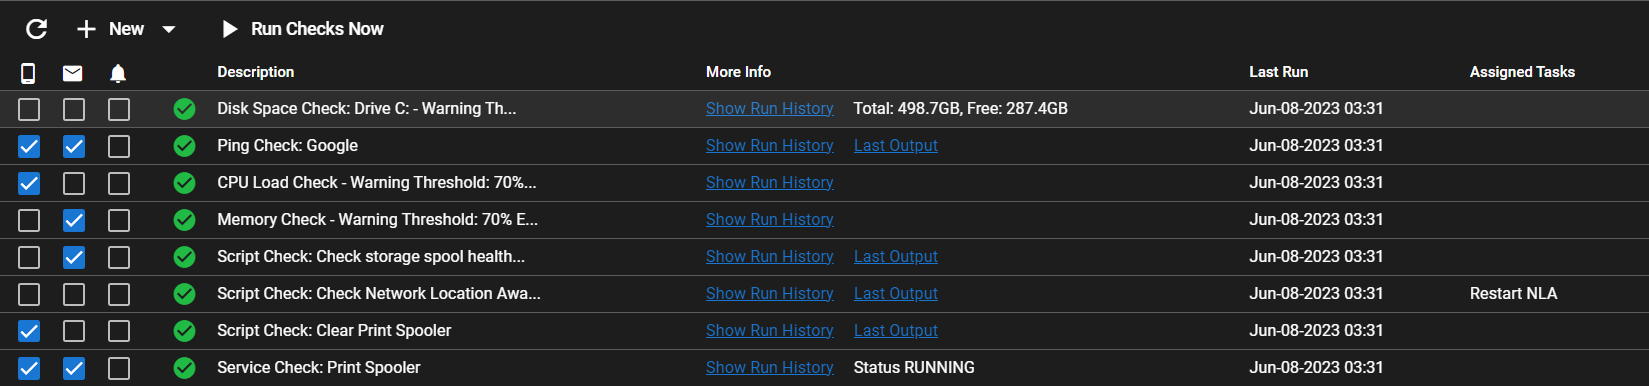 New Run Checks Now
Description More Info Last Run Assigned Tasks
Disk Space Check: Drive C: - Warning Th... Show Run History Total: 498.7GB, Free: 287.4GB Jun-08-2023 03:31
Ping Check: Google Show Run History Last Output Jun-08-2023 03:31
CPU Load Check - Warning Threshold: 70%... Show Run History Jun-08-2023 03:31
Memory Check - Warning Threshold: 70% E... Show Run History Jun-08-2023 03:31
Script Check: Check storage spool health... Show Run History Last Output Jun-08-2023 03:31
Script Check: Check Network Location Awa... Show Run History Last Output Jun-08-2023 03:31 Restart NLA
Script Check: Clear Print Spooler Show Run History Last Output Jun-08-2023 03:31
Service Check: Print Spooler Show Run History Status RUNNING Jun-08-2023 03:31